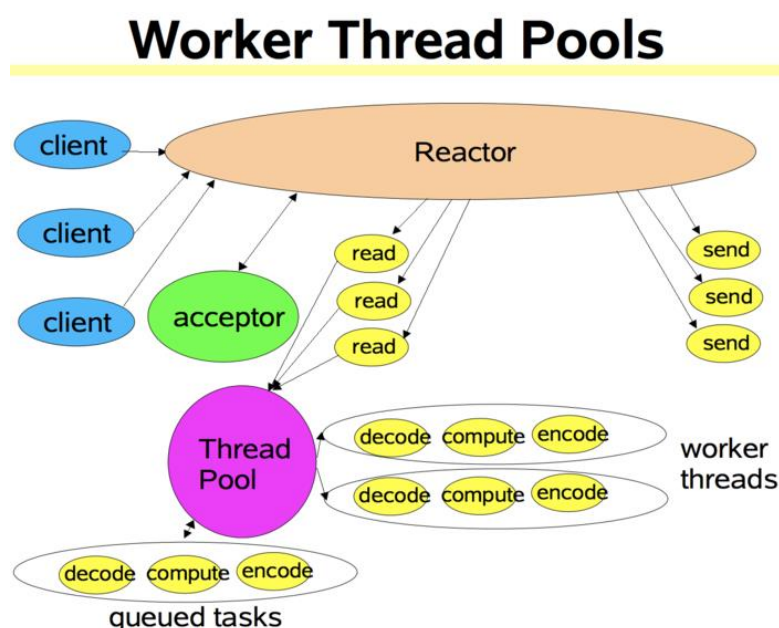 Worker Thread Pools
client
Reactor
client
read
send
client
acceptor
read
send
read
send
Thread
Pool
decode compute encode
worker
threads
decode compute encode
decode compute encode
queued tasks